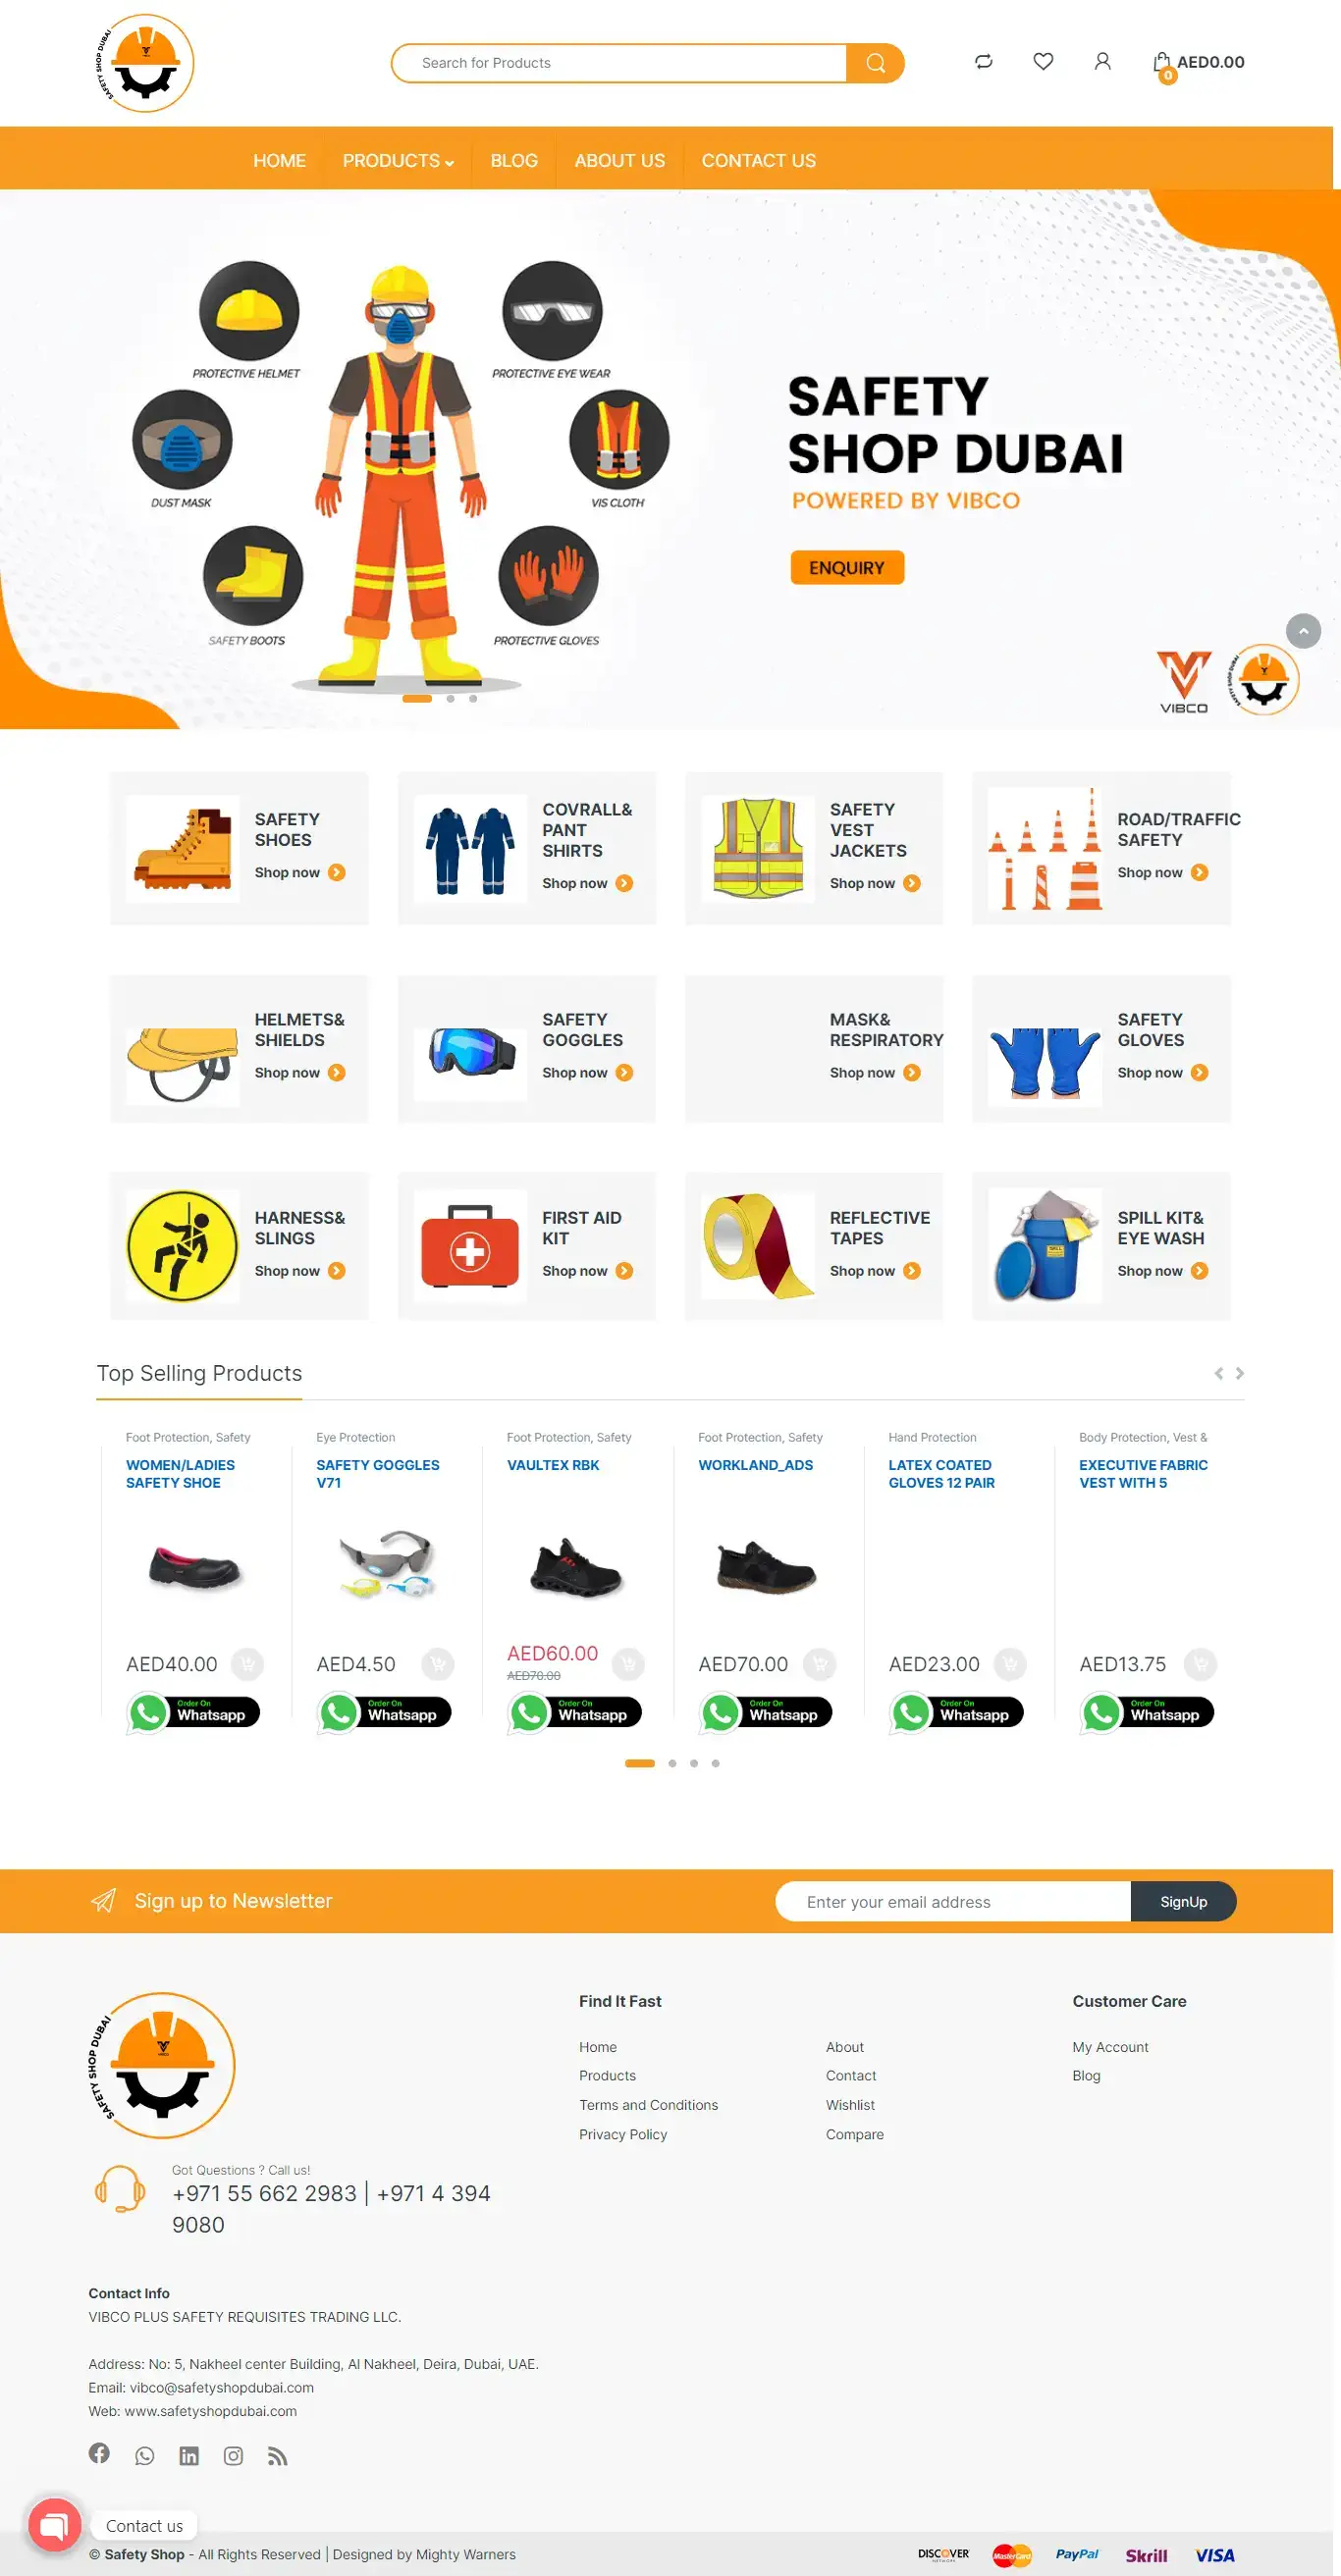 SAFETY SHOP DUBAI
Search for Products
0
AED0.00
HOME
PRODUCTS
BLOG
ABOUT US
CONTACT US
PROTECTIVE HELMET
PROTECTIVE EYE WEAR
DUST MASK
VIS CLOTH
SAFETY BOOTS
PROTECTIVE GLOVES
SAFETY
SHOP DUBAI
POWERED BY VIBCO
ENQUIRY
VIBCO
SAFETY SHOP DUBAI
SAFETY
SHOES
Shop now
COVRALL&
PANT
SHIRTS
Shop now
SAFETY
VEST
JACKETS
Shop now
ROAD/TRAFFIC
SAFETY
Shop now
HELMETS&
SHIELDS
Shop now
SAFETY
GOGGLES
Shop now
MASK&
RESPIRATORY
Shop now
SAFETY
GLOVES
Shop now
HARNESS&
SLINGS
Shop now
FIRST AID
KIT
Shop now
REFLECTIVE
TAPES
Shop now
SPILL KIT&
EYE WASH
Shop now
Top Selling Products
Foot Protection, Safety
WOMEN/LADIES
SAFETY SHOE
AED40.00
Order On
Whatsapp
Eye Protection
SAFETY GOGGLES
V71
AED4.50
Order On
Whatsapp
Foot Protection, Safety
VAULTEX RBK
AED60.00
AED70.00
Order On
Whatsapp
Foot Protection, Safety
WORKLAND_ADS
AED70.00
Order On
Whatsapp
Hand Protection
LATEX COATED
GLOVES 12 PAIR
AED23.00
Order On
Whatsapp
Body Protection, Vest &
EXECUTIVE FABRIC
VEST WITH 5
AED13.75
Order On
Whatsapp
Sign up to Newsletter
Enter your email address
SignUp
SAFETY SHOP DUBAI
Got Questions ? Call us!
+971 55 662 2983 | +971 4 394
9080
Contact Info
VIBCO PLUS SAFETY REQUISITES TRADING LLC.
Address: No: 5, Nakheel center Building, Al Nakheel, Deira, Dubai, UAE.
Email: vibco@safetyshopdubai.com
Web: www.safetyshopdubai.com
Find It Fast
Home
Products
Terms and Conditions
Privacy Policy
About
Contact
Wishlist
Compare
Customer Care
My Account
Blog
Contact us
© Safety Shop - All Rights Reserved | Designed by Mighty Warners
DISCOVER
MasterCard
PayPal
Skrill
VISA